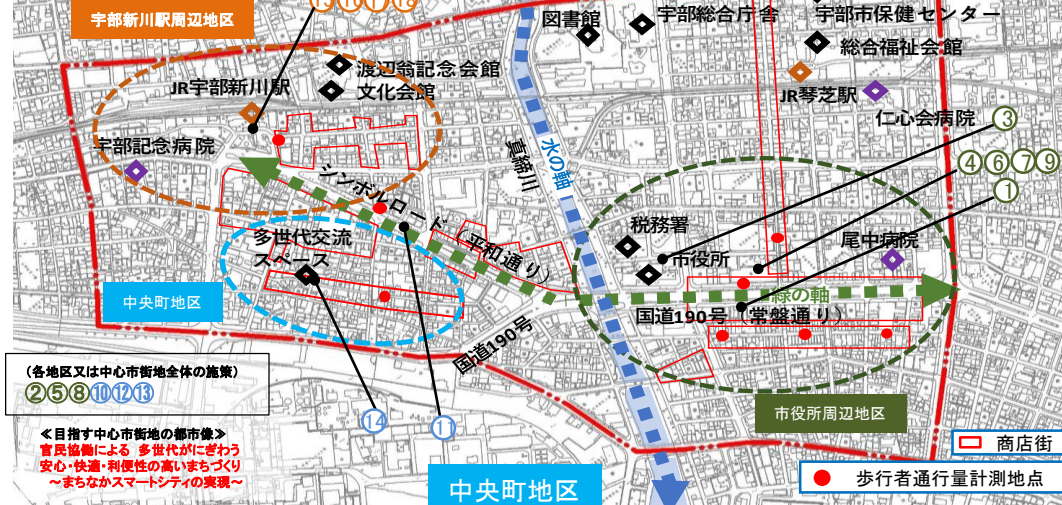 ⑮⑯⑰⑱
宇部新川駅周辺地区
図書館
宇部総合庁舎
宇部市保健センター
総合福祉会館
渡辺翁記念会館
文化会館
JR宇部新川駅
JR琴芝駅
仁心会病院
宇部記念病院
真締川
水の軸
③
④⑥⑦⑨
①
シンボルロード（平和通り）
税務署
市役所
尾中病院
多世代交流
スペース
中央町地区
緑の軸
国道190号（常盤通り）
国道190号
(各地区又は中心市街地全体の施策)
②⑤⑧⑩⑫⑬
⑭
⑪
市役所周辺地区
≪目指す中心市街地の都市像≫
官民協働による 多世代がにぎわう
安心・快適・利便性の高いまちづくり
～まちなかスマートシティの実現～
中央町地区
商店街
歩行者通行量計測地点